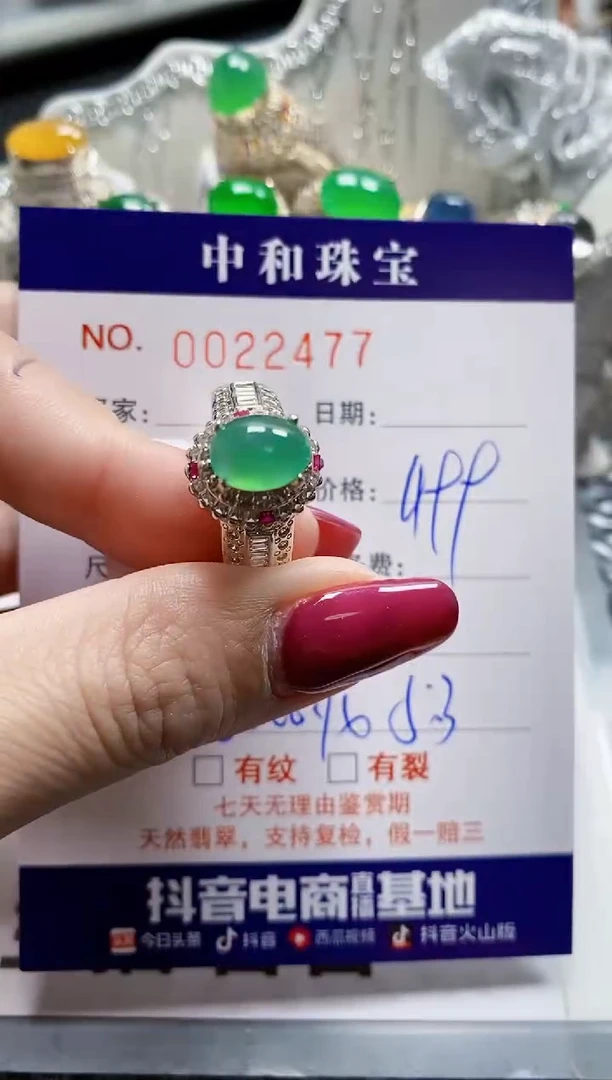 中和珠宝
NO. 0022477
家: 日期:
价格: 499
尺 费:
□ 有纹 □ 有裂
七天无理由鉴赏期
天然翡翠，支持复检，假一赔三
抖音电商直播基地
今日头条 抖音 西瓜视频 抖音火山版